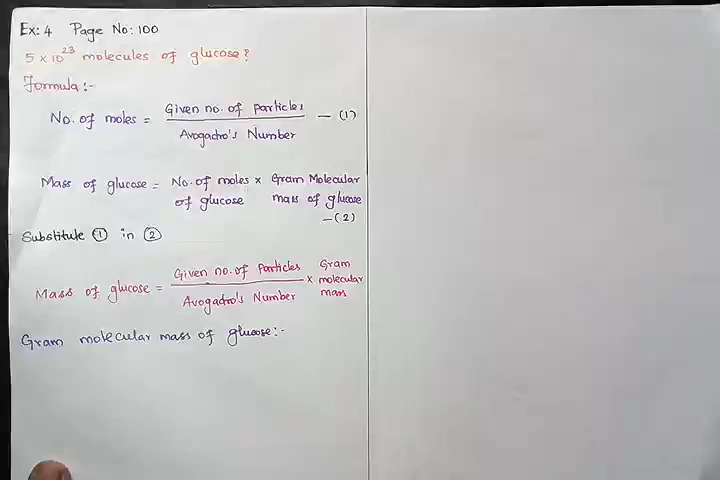 Ex: 4 Page No: 100
5 x 10²³ molecules of glucose?
Formula:-
No. of moles = Given no. of particles / Avogadro's Number — (1)
Mass of glucose = No. of moles of glucose x Gram Molecular mass of glucose — (2)
Substitute ① in ②
Mass of glucose = Given no. of particles / Avogadro's Number x Gram molecular mass
Gram molecular mass of glucose:-